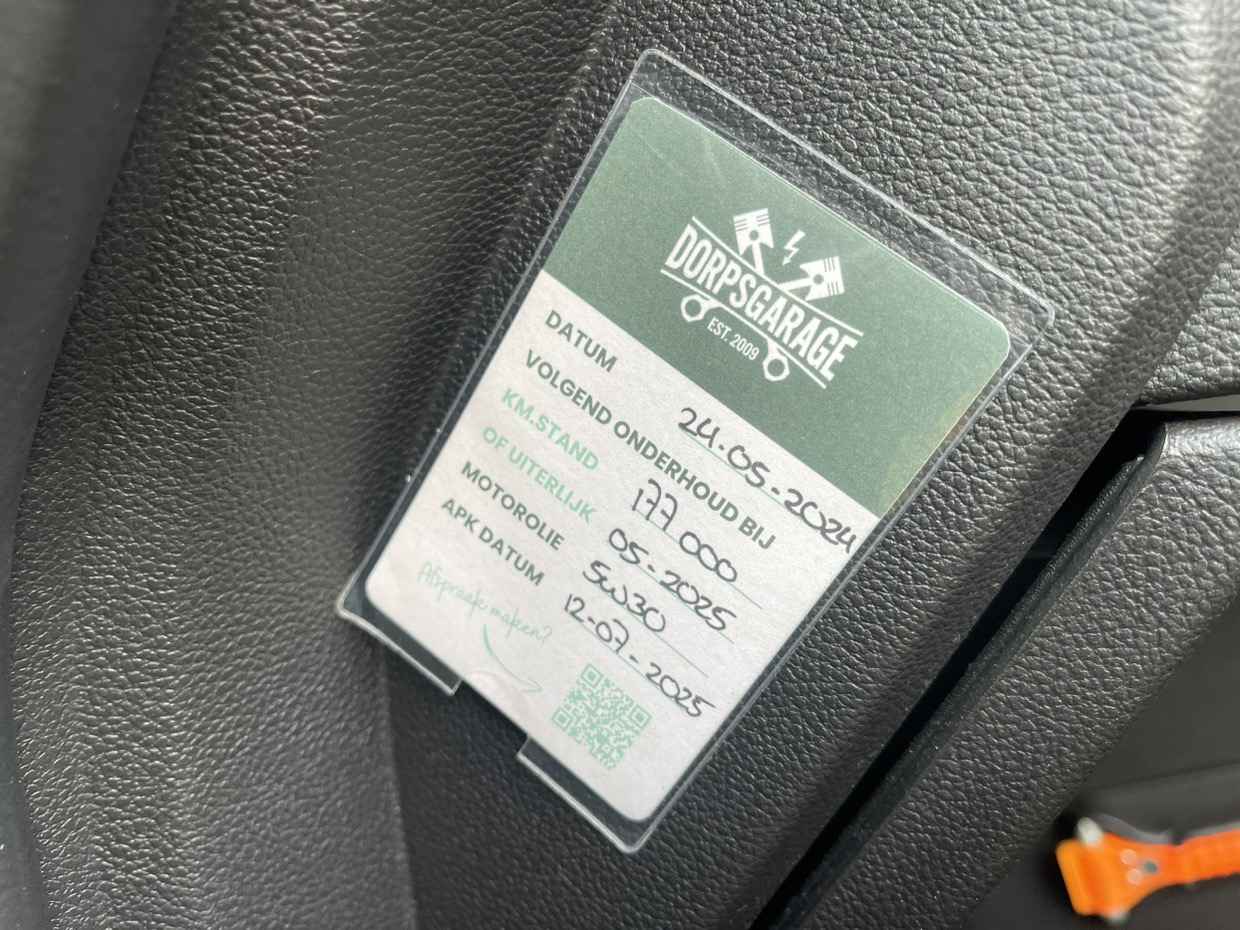 DORPSGARAGE
EST. 2009
DATUM 24-05-2024
VOLGEND ONDERHOUD BIJ
KM.STAND 177.000
OF UITERLIJK 05-2025
MOTOROLIE 5W30
APK DATUM 12-07-2025
Afspraak maken?